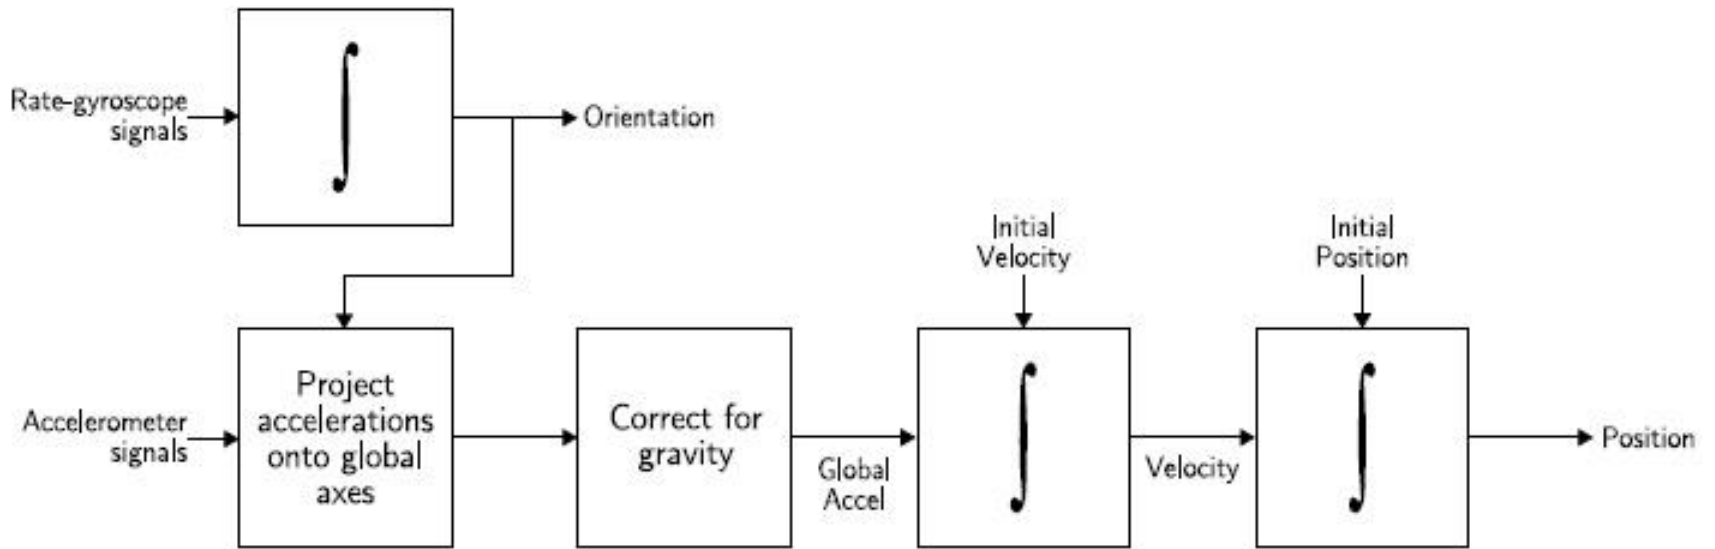 Rate-gyroscope
signals
∫
Orientation
Initial
Velocity
Initial
Position
Accelerometer
signals
Project
accelerations
onto global
axes
Correct for
gravity
Global
Accel
∫
Velocity
∫
Position